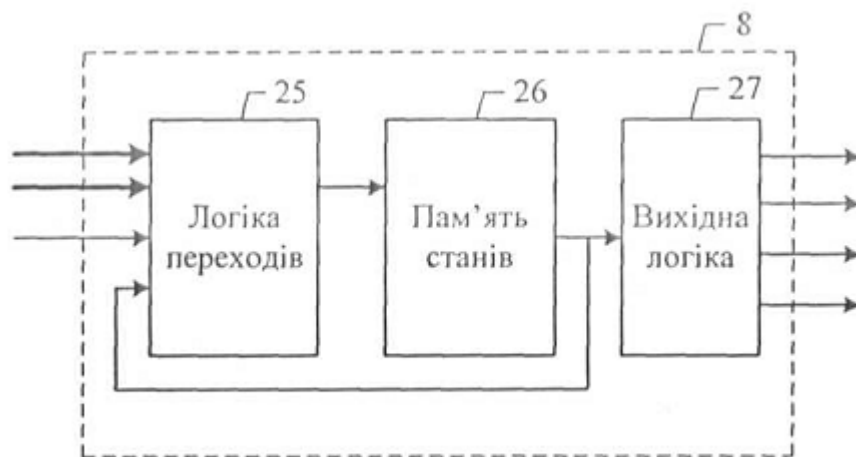 8
25
26
27
Логіка
переходів
Пам’ять
станів
Вихідна
логіка